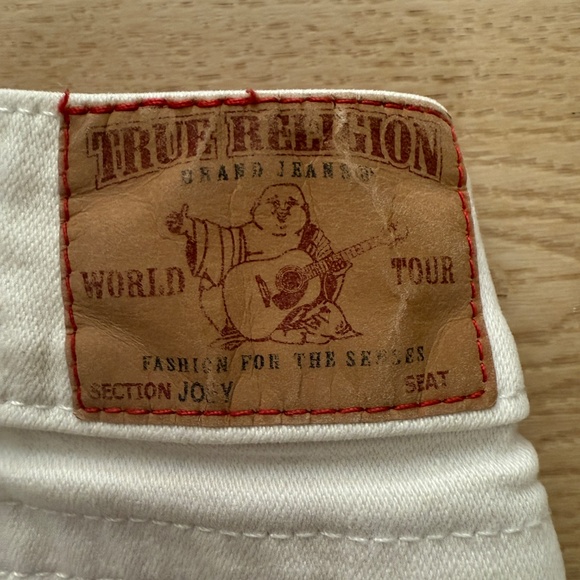 TRUE RELIGION
BRAND JEANS
WORLD TOUR
FASHION FOR THE SENSES
SECTION JOEY SEAT